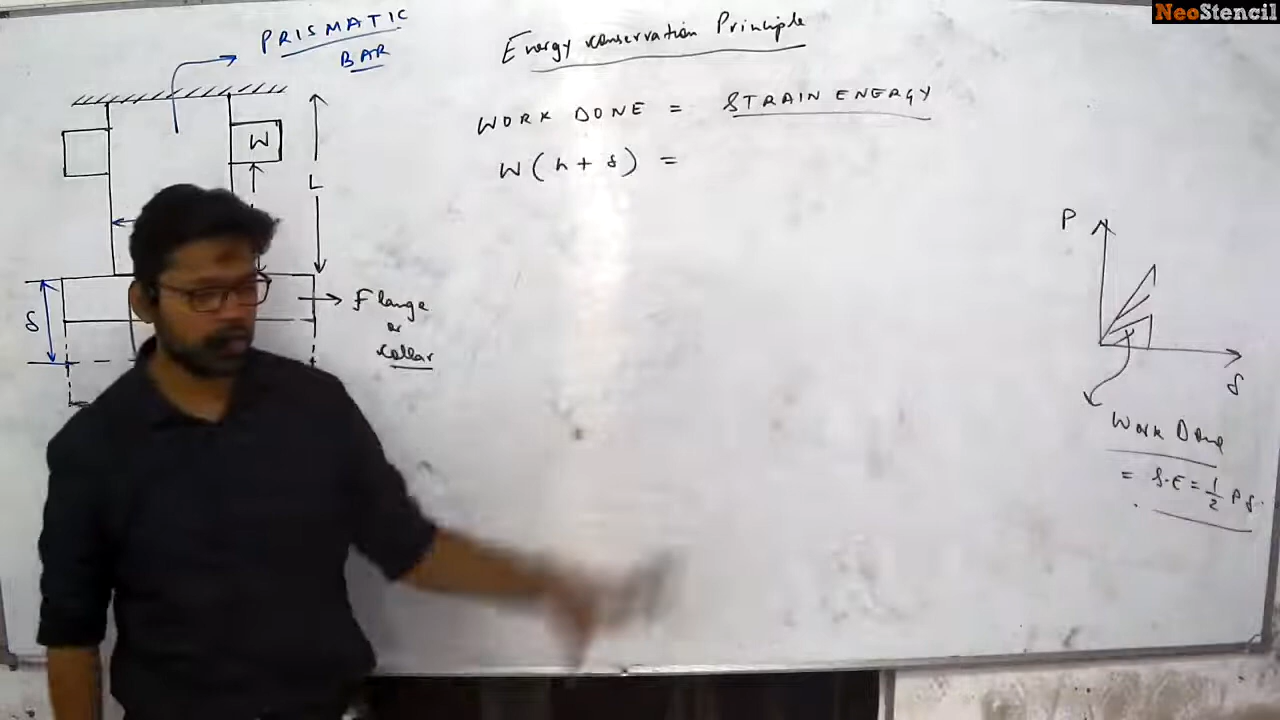 NeoStencil
PRISMATIC
BAR
Energy conservation Principle
WORK DONE = STRAIN ENERGY
W
W ( h + δ ) =
L
P
Flange
or
collar
δ
δ
Work Done
= S.E = 1/2 P δ